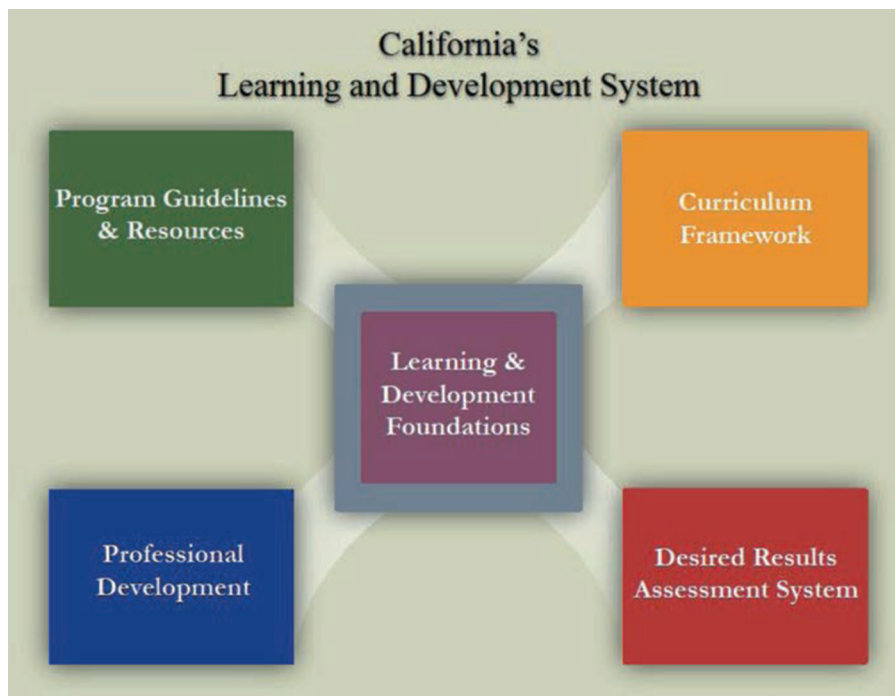 California’s
Learning and Development System
Program Guidelines
& Resources
Curriculum
Framework
Learning &
Development
Foundations
Professional
Development
Desired Results
Assessment System